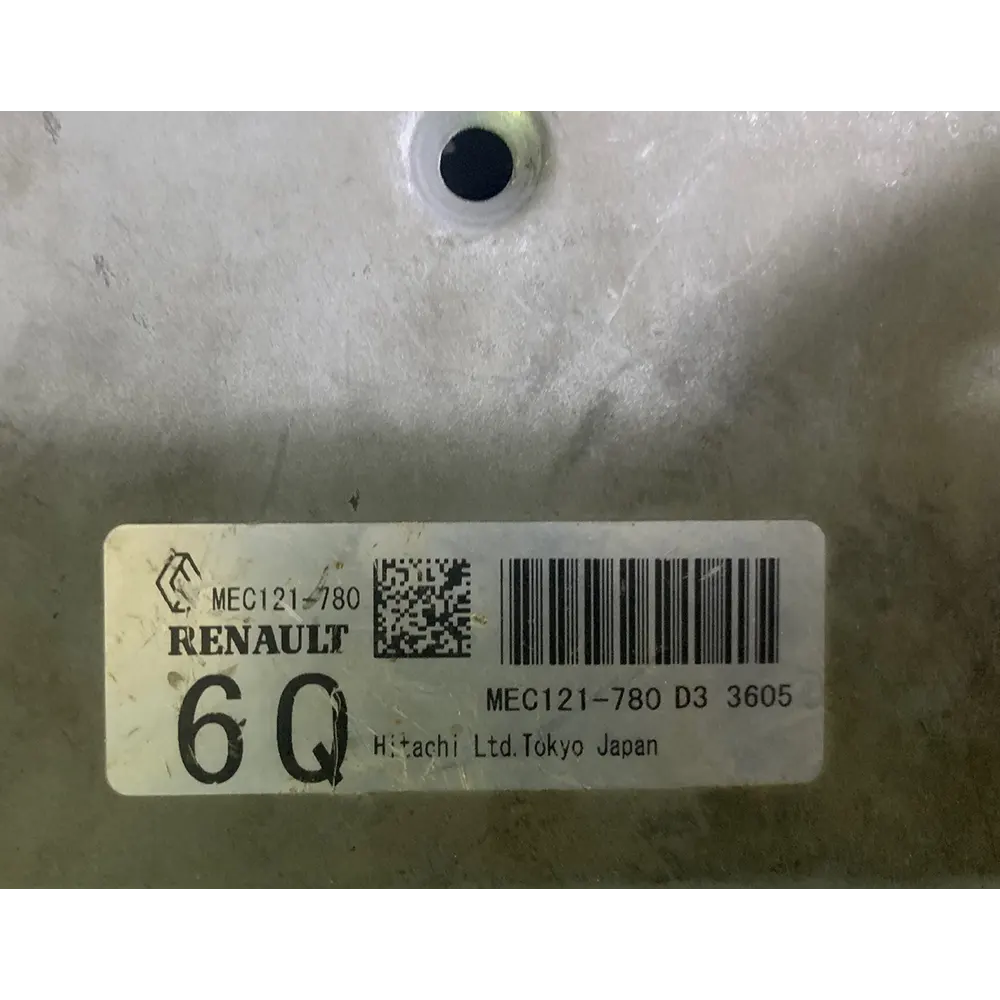 MEC121-780
RENAULT
6Q
MEC121-780 D3 3605
Hitachi Ltd.Tokyo Japan